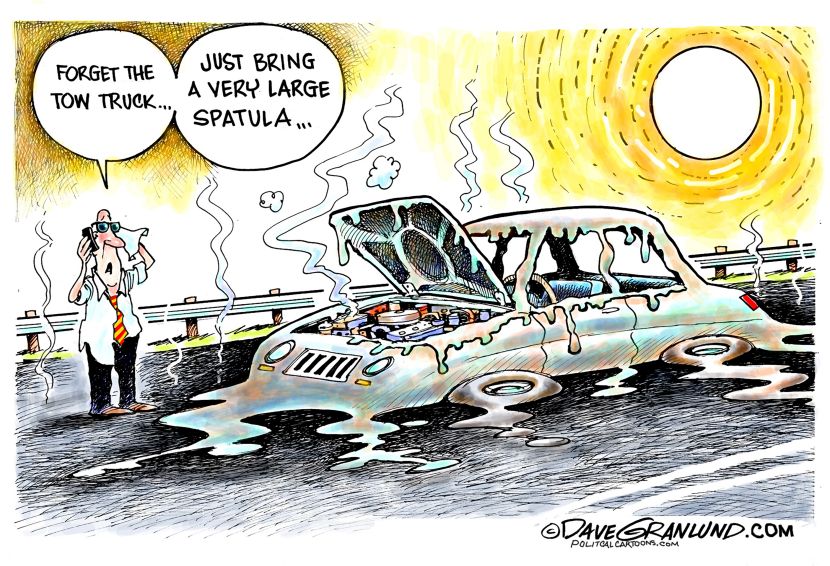 FORGET THE
TOW TRUCK...
JUST BRING
A VERY LARGE
SPATULA...
©DAVEGRANLUND.COM
POLITICALCARTOONS.COM